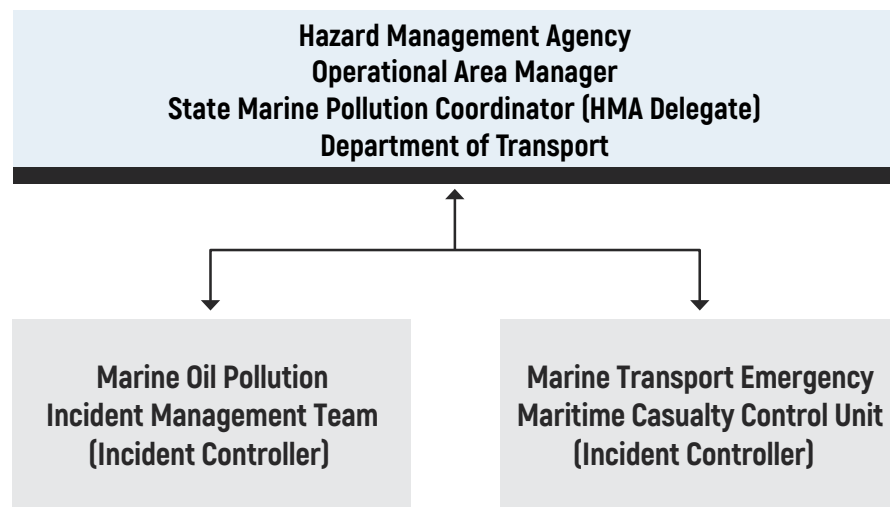 Hazard Management Agency
Operational Area Manager
State Marine Pollution Coordinator (HMA Delegate)
Department of Transport
Marine Oil Pollution
Incident Management Team
(Incident Controller)
Marine Transport Emergency
Maritime Casualty Control Unit
(Incident Controller)